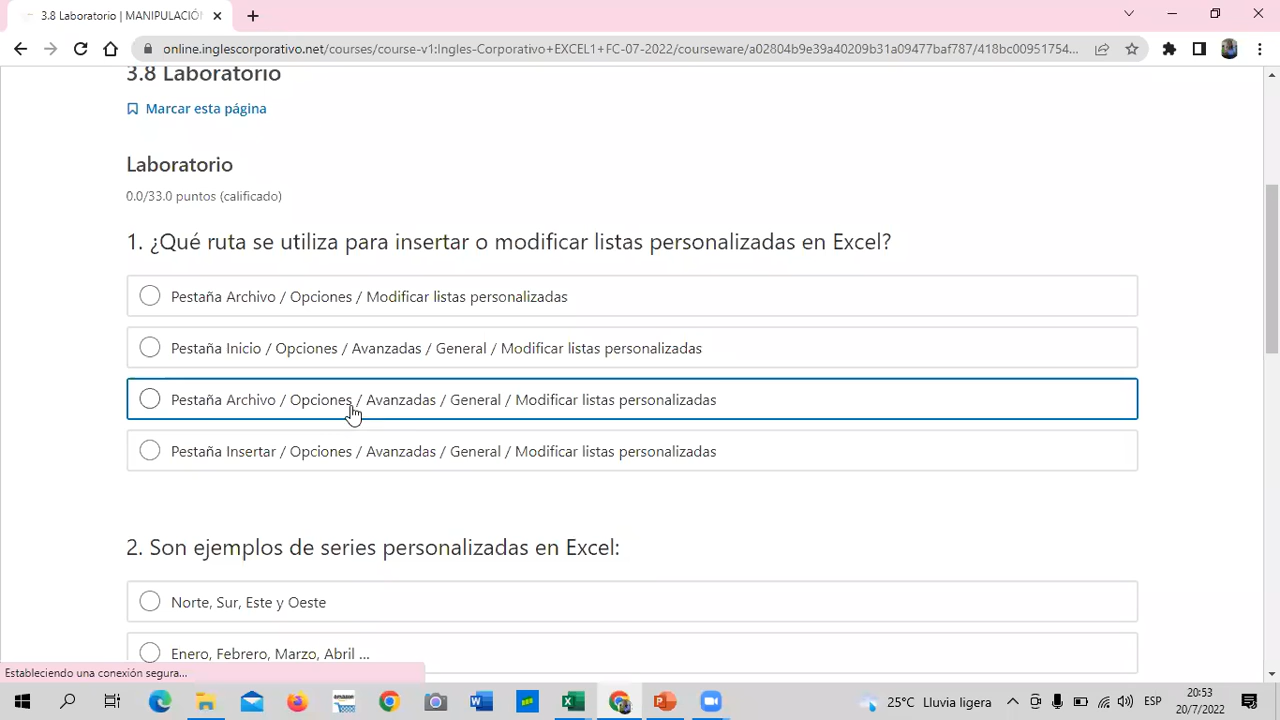 3.8 Laboratorio | MANIPULACIÓN
online.inglescorporativo.net/courses/course-v1:Ingles-Corporativo+EXCEL1+FC-07-2022/courseware/a02804b9e39a40209b31a09477baf787/418bc00951754...
3.8 Laboratorio
Marcar esta página
Laboratorio
0.0/33.0 puntos (calificado)
1. ¿Qué ruta se utiliza para insertar o modificar listas personalizadas en Excel?
Pestaña Archivo / Opciones / Modificar listas personalizadas
Pestaña Inicio / Opciones / Avanzadas / General / Modificar listas personalizadas
Pestaña Archivo / Opciones / Avanzadas / General / Modificar listas personalizadas
Pestaña Insertar / Opciones / Avanzadas / General / Modificar listas personalizadas
2. Son ejemplos de series personalizadas en Excel:
Norte, Sur, Este y Oeste
Enero, Febrero, Marzo, Abril ...
Estableciendo una conexión segura...
amazon
25°C Lluvia ligera
ESP
20:53
20/7/2022